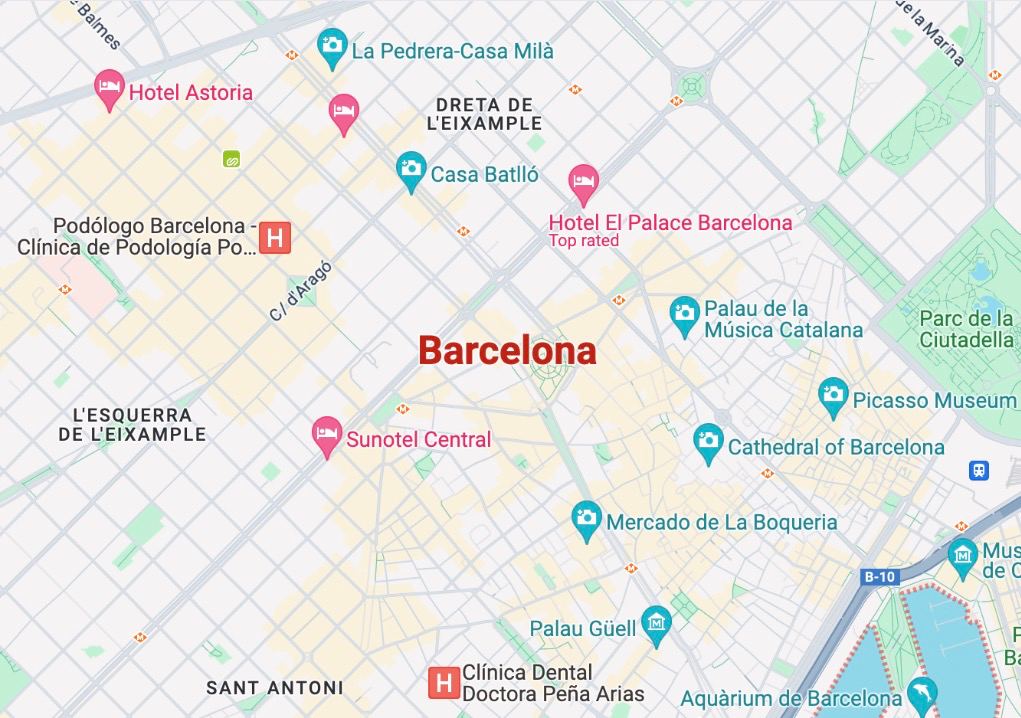 Balmes
de la Marina
La Pedrera-Casa Milà
Hotel Astoria
DRETA DE
L'EIXAMPLE
Casa Batlló
Hotel El Palace Barcelona
Top rated
Podólogo Barcelona -
Clínica de Podología Po...
H
C/ d'Aragó
Palau de la
Música Catalana
Parc de la
Ciutadella
Barcelona
Picasso Museum
L'ESQUERRA
DE L'EIXAMPLE
Sunotel Central
Cathedral of Barcelona
Mercado de La Boqueria
Mus
de C
B-10
Palau Güell
P
Ba
H
Clínica Dental
Doctora Peña Arias
SANT ANTONI
Aquàrium de Barcelona